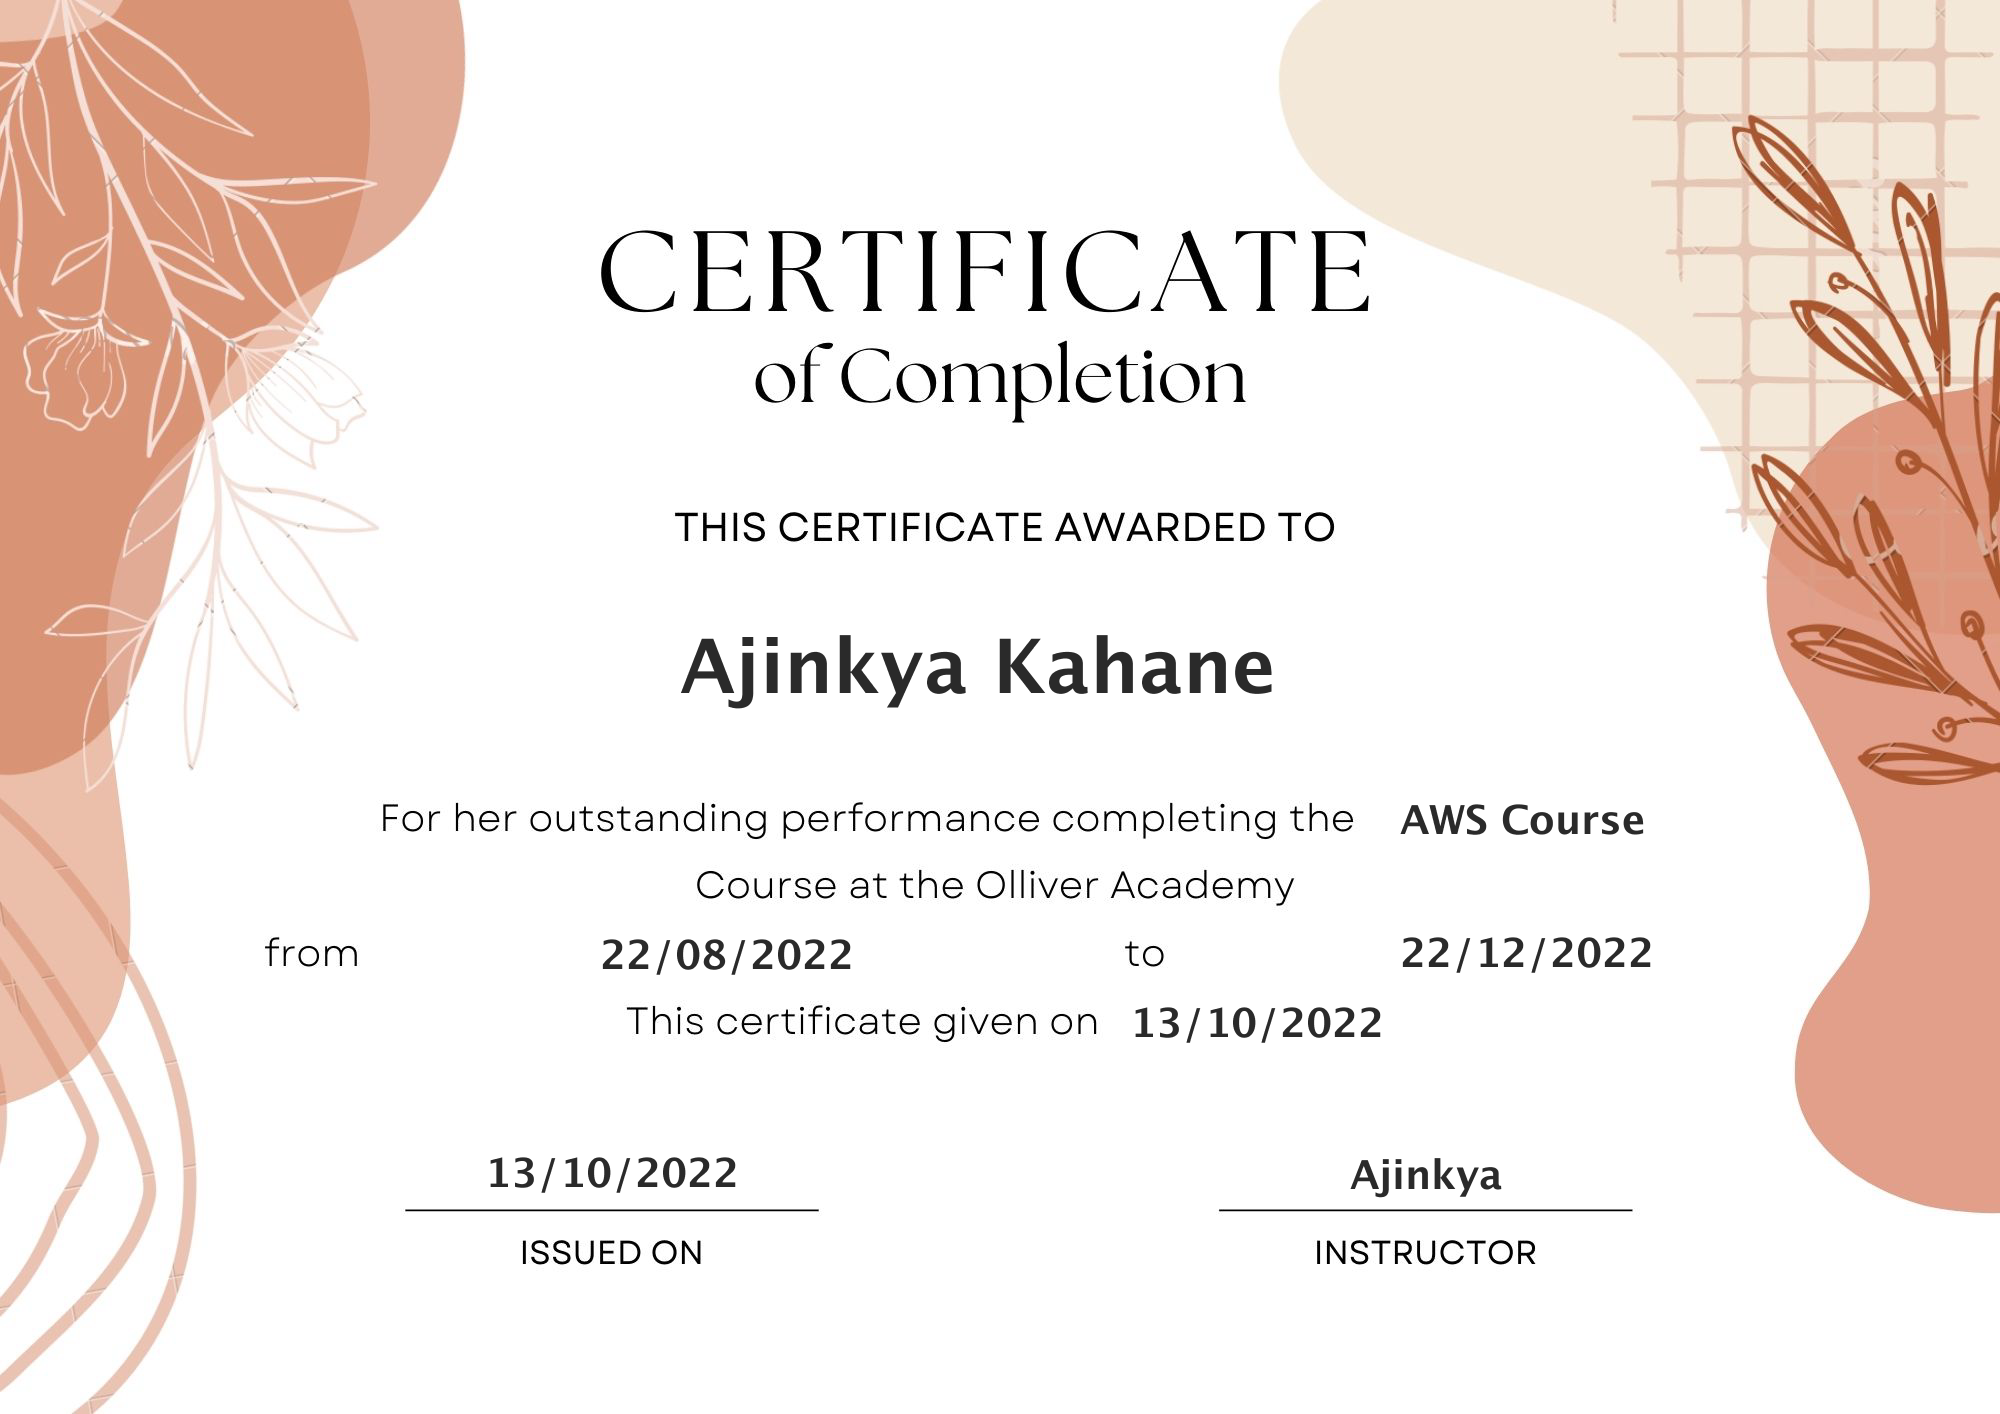 CERTIFICATE
of Completion
THIS CERTIFICATE AWARDED TO
Ajinkya Kahane
For her outstanding performance completing the AWS Course
Course at the Olliver Academy
from 22/08/2022 to 22/12/2022
This certificate given on 13/10/2022
13/10/2022 Ajinkya
ISSUED ON INSTRUCTOR